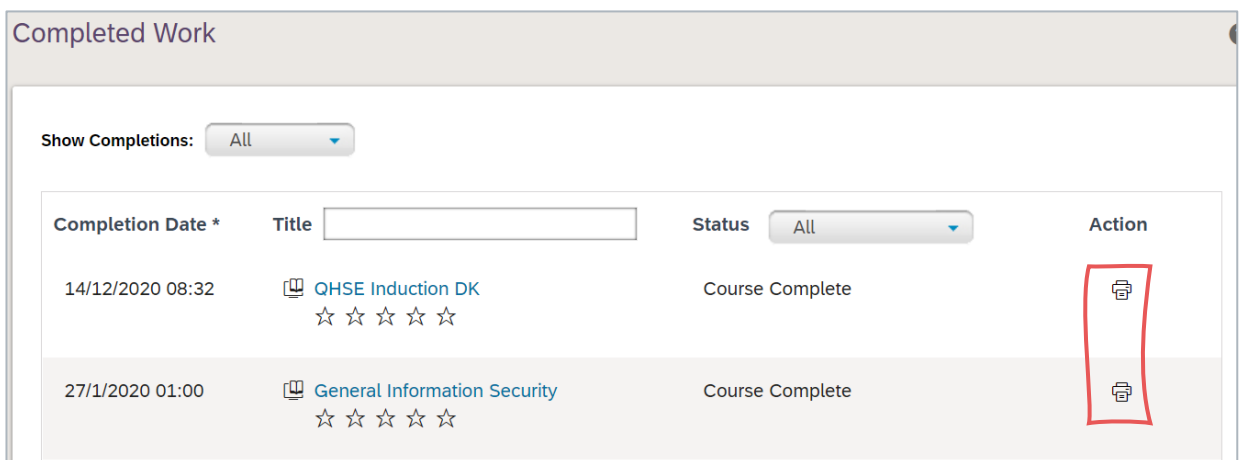 Completed Work
Show Completions: All
Completion Date * Title Status All Action
14/12/2020 08:32 QHSE Induction DK Course Complete
27/1/2020 01:00 General Information Security Course Complete